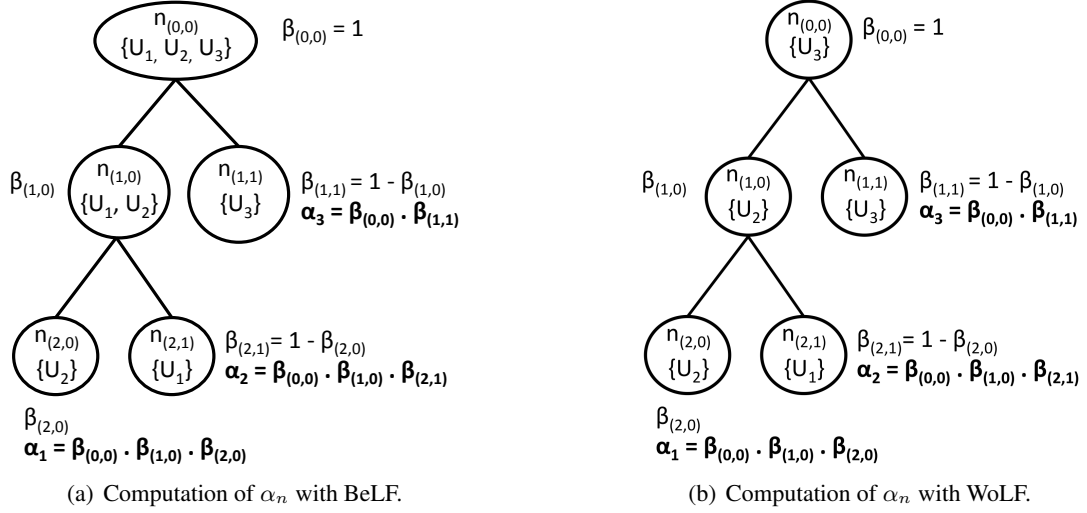 n(0,0)
{U1, U2, U3}
β(0,0) = 1
β(1,0)
n(1,0)
{U1, U2}
n(1,1)
{U3}
β(1,1) = 1 - β(1,0)
α3 = β(0,0) . β(1,1)
n(2,0)
{U2}
n(2,1)
{U1}
β(2,1) = 1 - β(2,0)
α2 = β(0,0) . β(1,0) . β(2,1)
β(2,0)
α1 = β(0,0) . β(1,0) . β(2,0)
(a) Computation of αn with BeLF.
n(0,0)
{U3}
β(0,0) = 1
β(1,0)
n(1,0)
{U2}
n(1,1)
{U3}
β(1,1) = 1 - β(1,0)
α3 = β(0,0) . β(1,1)
n(2,0)
{U2}
n(2,1)
{U1}
β(2,1) = 1 - β(2,0)
α2 = β(0,0) . β(1,0) . β(2,1)
β(2,0)
α1 = β(0,0) . β(1,0) . β(2,0)
(b) Computation of αn with WoLF.